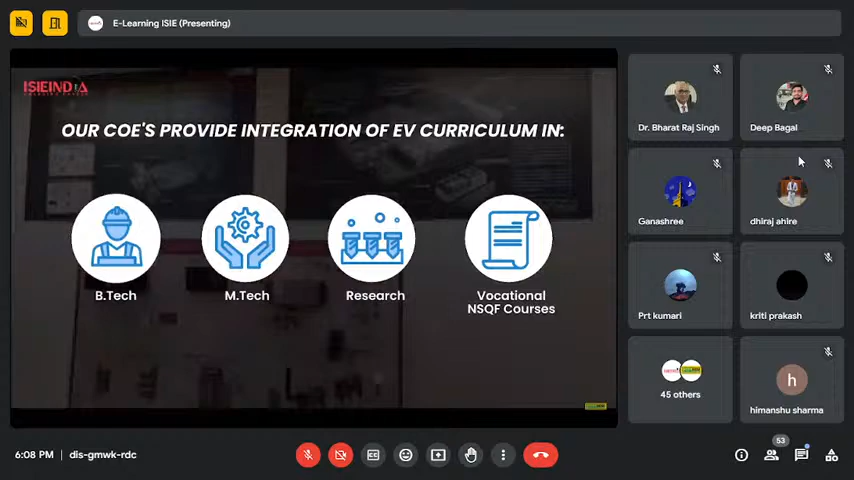 E-Learning ISIE (Presenting)
ISIEINDIA
OUR COE'S PROVIDE INTEGRATION OF EV CURRICULUM IN:
B.Tech
M.Tech
Research
Vocational
NSQF Courses
Dr. Bharat Raj Singh
Deep Bagal
Ganashree
dhiraj ahire
Prt kumari
kriti prakash
45 others
h
himanshu sharma
6:08 PM | dis-gmwk-rdc
53